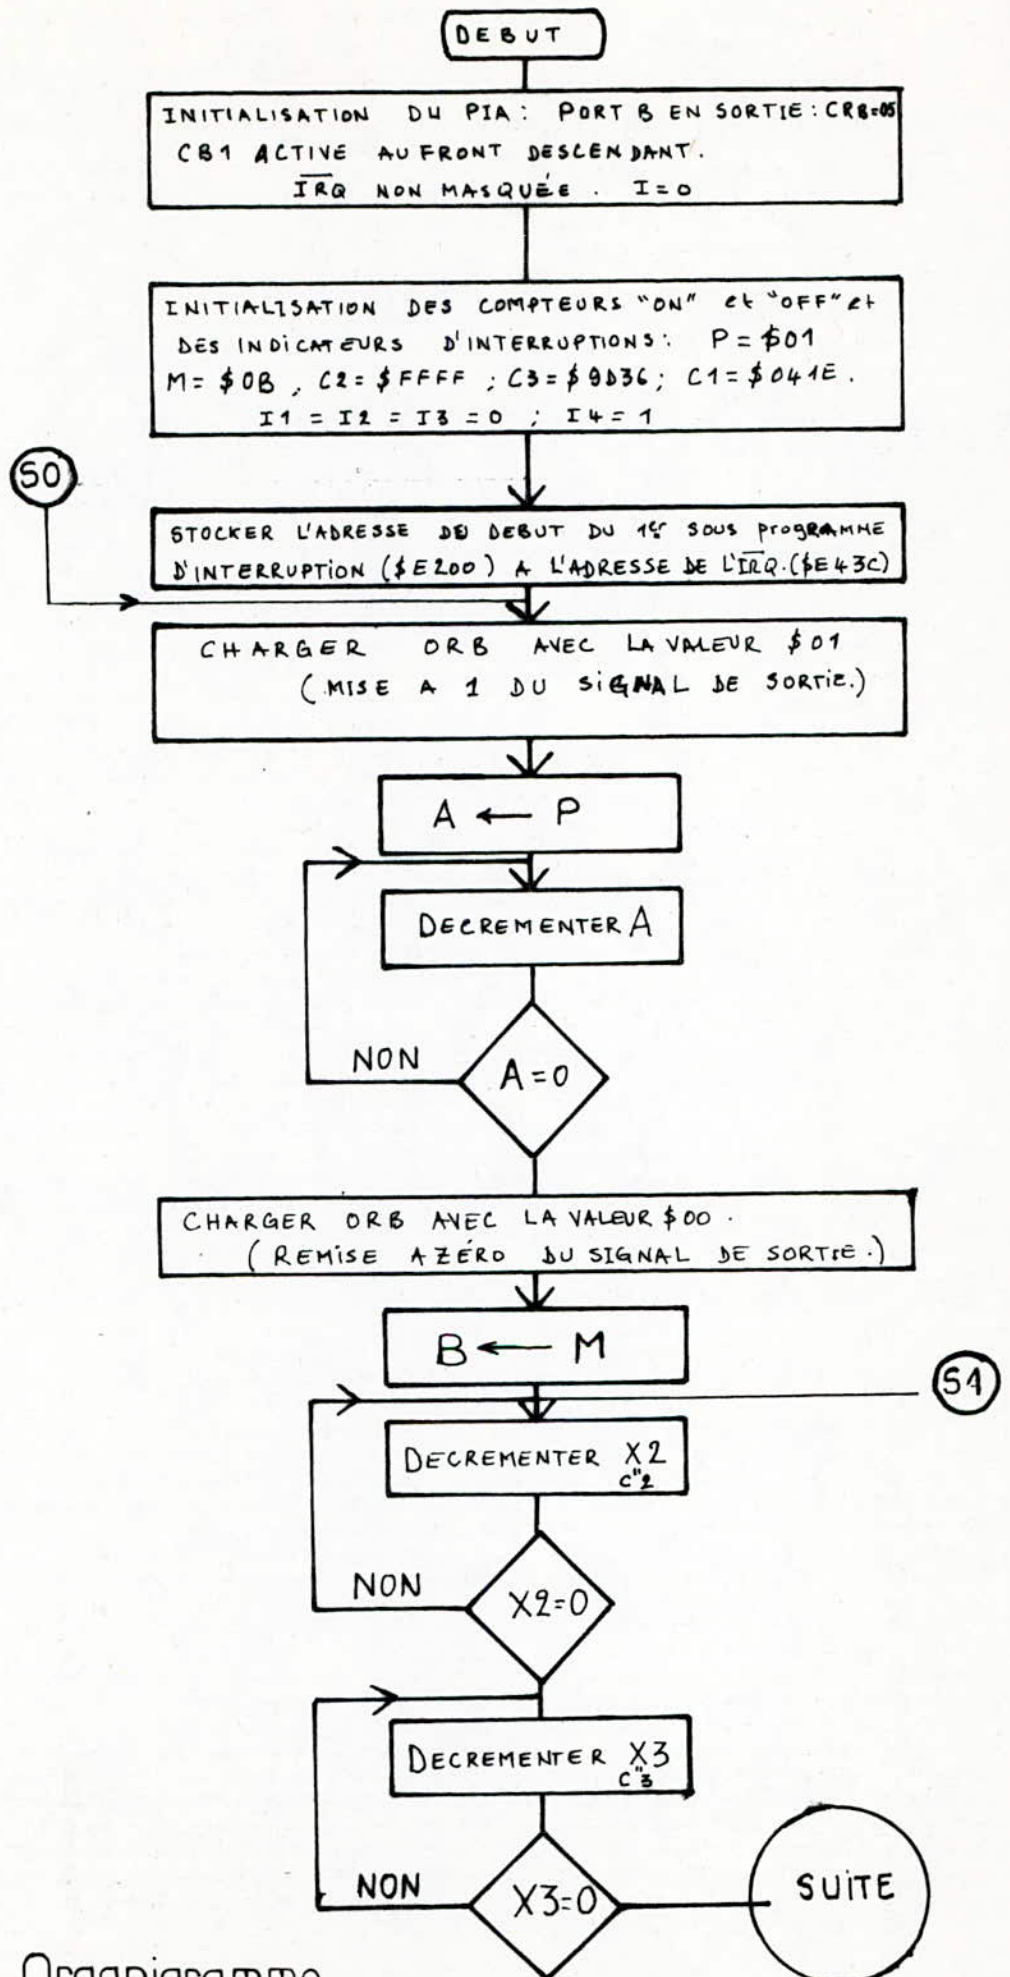 DEBUT
INITIALISATION DU PIA: PORT B EN SORTIE: CRB=05
CB1 ACTIVE AU FRONT DESCENDANT.
I̅R̅Q̅ NON MASQUÉE. I=0
INITIALISATION DES COMPTEURS "ON" et "OFF" et
DES INDICATEURS D'INTERRUPTIONS: P=$01
M=$0B, C2=$FFFF; C3=$9D36; C1=$041E.
I1=I2=I3=0; I4=1
S0
STOCKER L'ADRESSE DE DEBUT DU 1er SOUS PROGRAMME
D'INTERRUPTION ($E200) A L'ADRESSE DE L'I̅R̅Q̅.($E43C)
CHARGER ORB AVEC LA VALEUR $01
(MISE A 1 DU SIGNAL DE SORTIE.)
A ← P
DECREMENTER A
NON
A=0
CHARGER ORB AVEC LA VALEUR $00.
(REMISE A ZÉRO DU SIGNAL DE SORTIE.)
B ← M
S1
DECREMENTER X2
C"2
NON
X2=0
DECREMENTER X3
C"3
NON
X3=0
SUITE
Organigramme